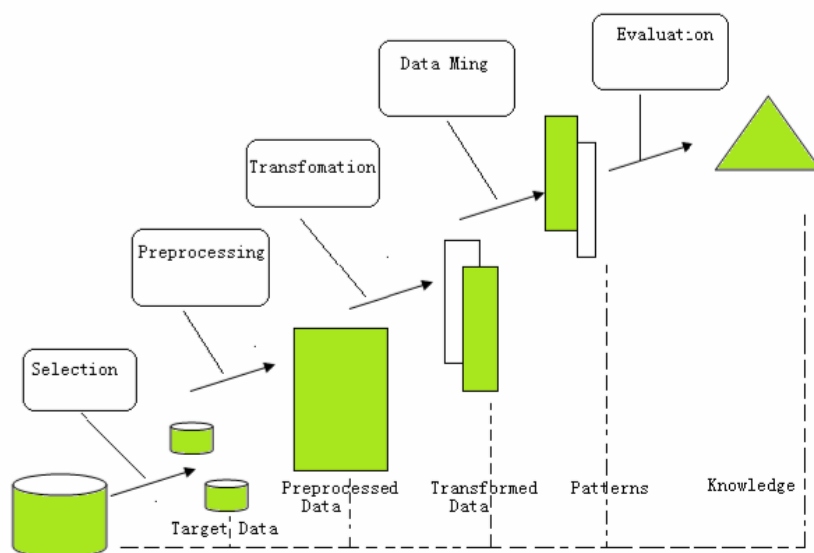 Evaluation
Data Ming
Transfomation
Preprocessing
Selection
Preprocessed
Data
Transformed
Data
Patterns
Knowledge
Target Data